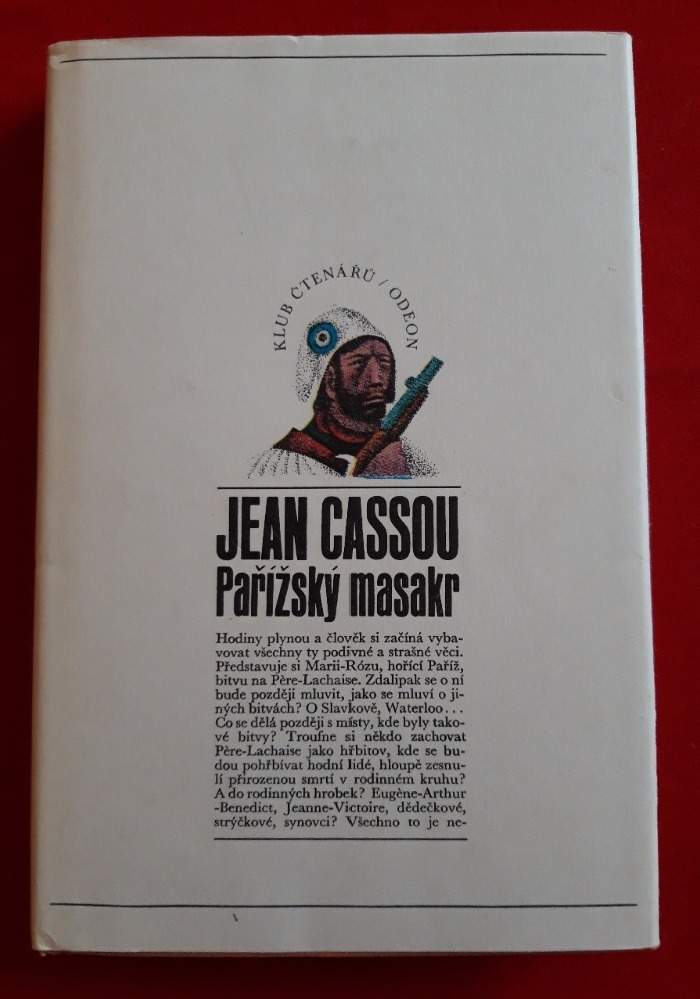 KLUB ČTENÁŘŮ / ODEON
JEAN CASSOU
Pařížský masakr
Hodiny plynou a člověk si začíná vyba-
vovat všechny ty podivné a strašné věci.
Představuje si Marii-Rózu, hořící Paříž,
bitvu na Père-Lachaise. Zdalipak se o ní
bude později mluvit, jako se mluví o ji-
ných bitvách? O Slavkově, Waterloo...
Co se dělá později s místy, kde byly tako-
vé bitvy? Troufne si někdo zachovat
Père-Lachaise jako hřbitov, kde se bu-
dou pohřbívat hodní lidé, hloupě zesnu-
lí přirozenou smrtí v rodinném kruhu?
A do rodinných hrobek? Eugène-Arthur
-Benedict, Jeanne-Victoire, dědečkové,
strýčkové, synovci? Všechno to je ne-